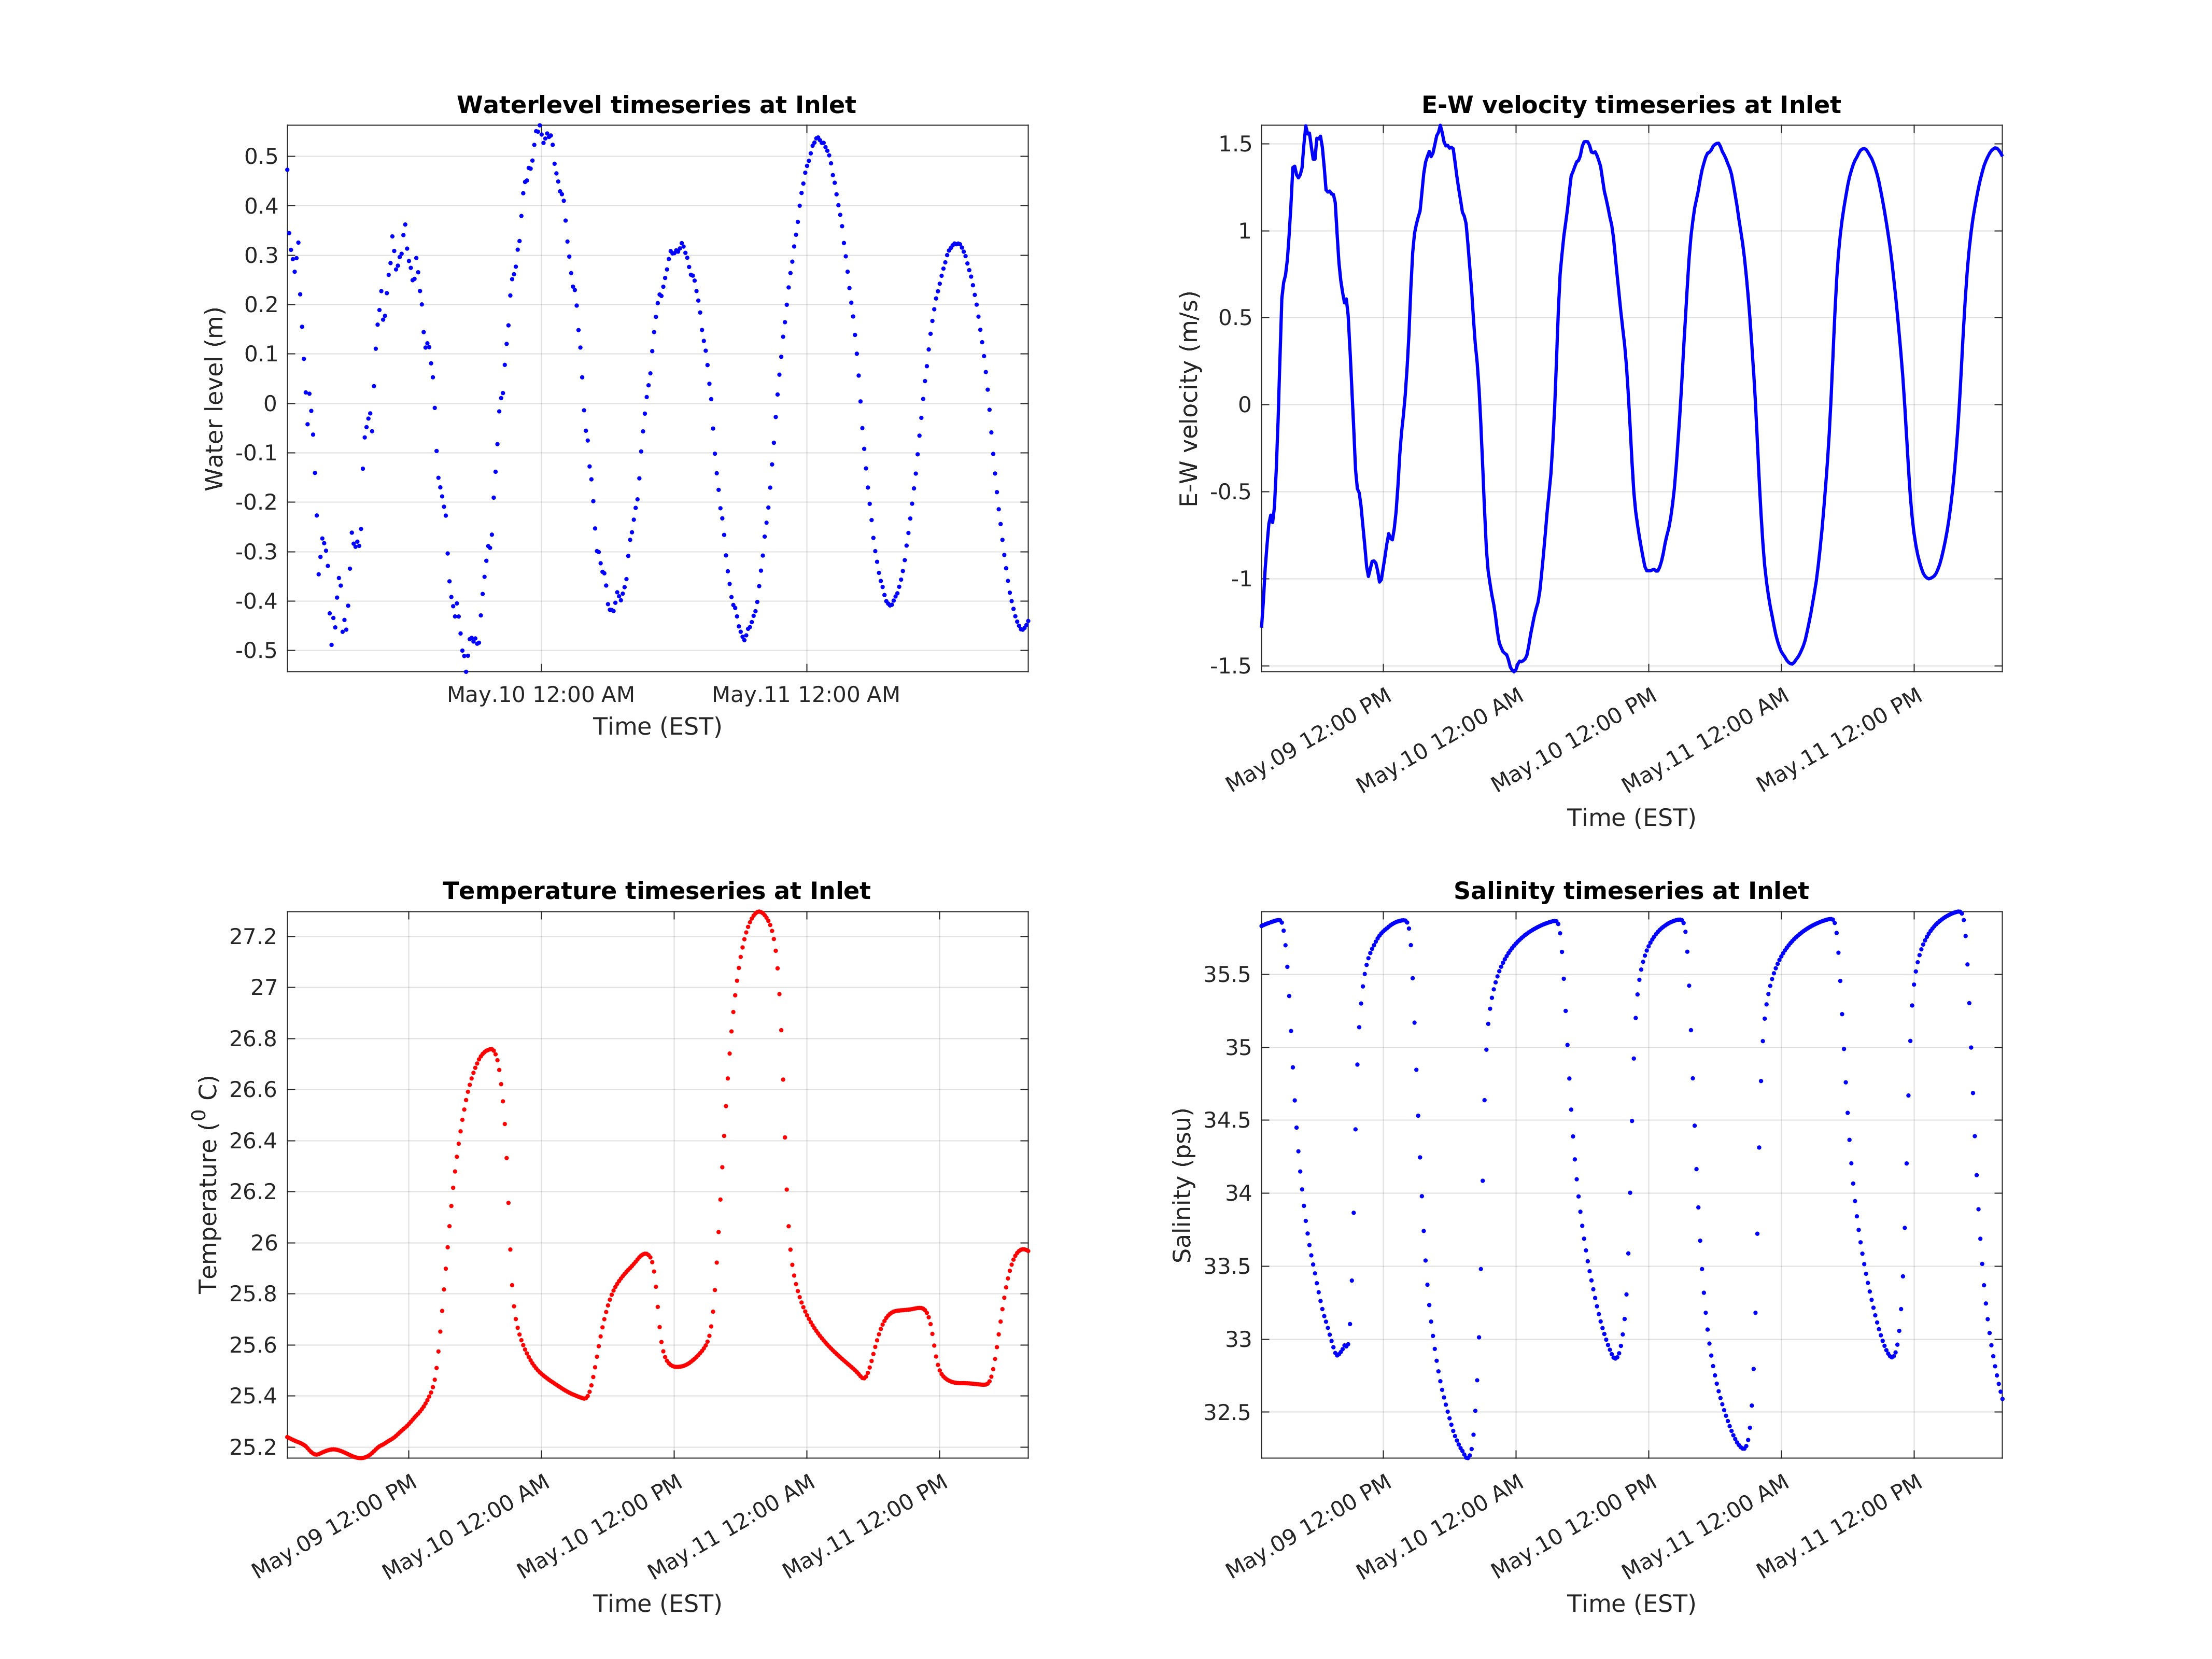 Waterlevel timeseries at Inlet
0.5
0.4
0.3
0.2
0.1
0
-0.1
-0.2
-0.3
-0.4
-0.5
Water level (m)
May.10 12:00 AM
May.11 12:00 AM
Time (EST)
E-W velocity timeseries at Inlet
1.5
1
0.5
0
-0.5
-1
-1.5
E-W velocity (m/s)
May.09 12:00 PM
May.10 12:00 AM
May.10 12:00 PM
May.11 12:00 AM
May.11 12:00 PM
Time (EST)
Temperature timeseries at Inlet
27.2
27
26.8
26.6
26.4
26.2
26
25.8
25.6
25.4
25.2
Temperature (⁰ C)
May.09 12:00 PM
May.10 12:00 AM
May.10 12:00 PM
May.11 12:00 AM
May.11 12:00 PM
Time (EST)
Salinity timeseries at Inlet
35.5
35
34.5
34
33.5
33
32.5
Salinity (psu)
May.09 12:00 PM
May.10 12:00 AM
May.10 12:00 PM
May.11 12:00 AM
May.11 12:00 PM
Time (EST)